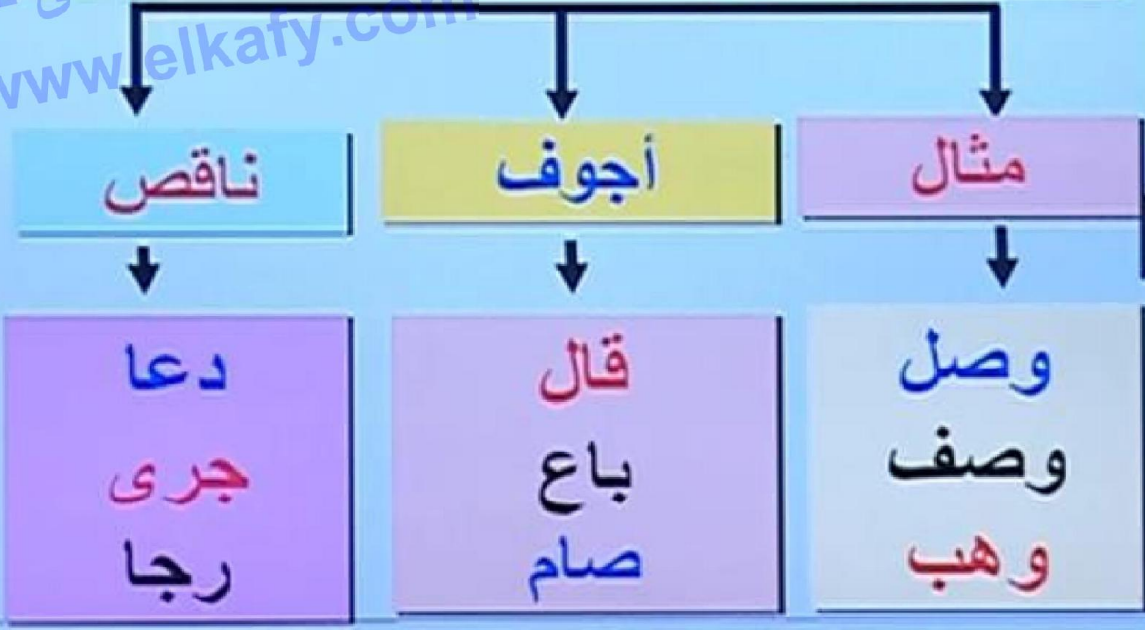 www.elkafy.com
مثال
أجوف
ناقص
وصل
وصف
وهب
قال
باع
صام
دعا
جرى
رجا